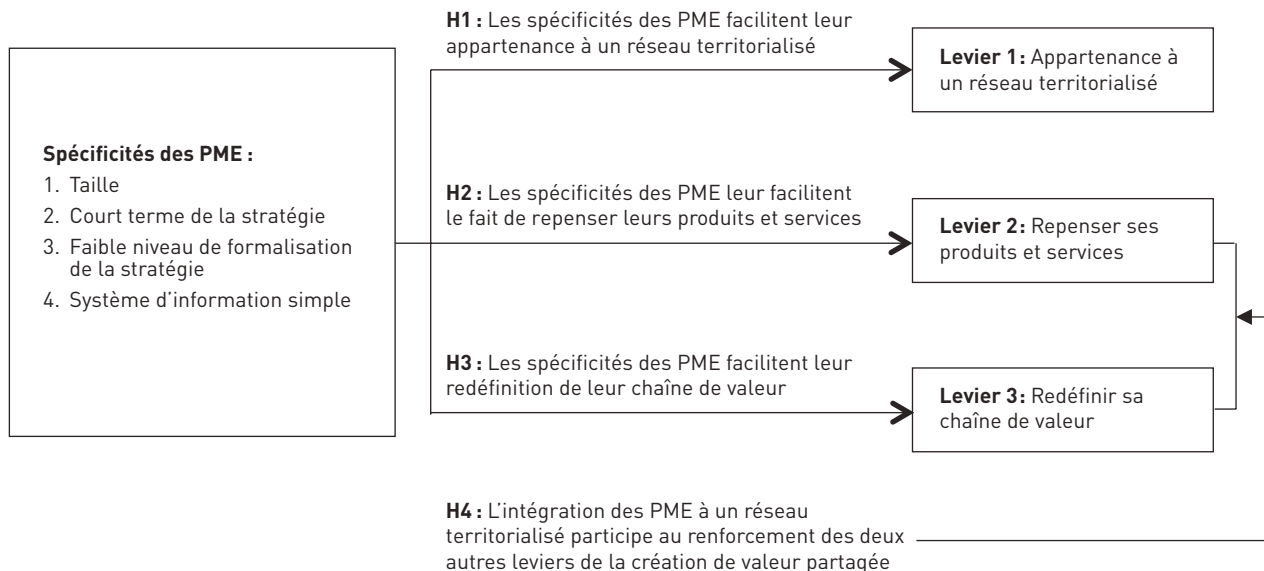 H1 : Les spécificités des PME facilitent leur
appartenance à un réseau territorialisé
Levier 1 : Appartenance à
un réseau territorialisé
Spécificités des PME :
1. Taille
2. Court terme de la stratégie
3. Faible niveau de formalisation
de la stratégie
4. Système d’information simple
H2 : Les spécificités des PME leur facilitent
le fait de repenser leurs produits et services
Levier 2 : Repenser ses
produits et services
H3 : Les spécificités des PME facilitent leur
redéfinition de leur chaîne de valeur
Levier 3 : Redéfinir sa
chaîne de valeur
H4 : L’intégration des PME à un réseau
territorialisé participe au renforcement des deux
autres leviers de la création de valeur partagée